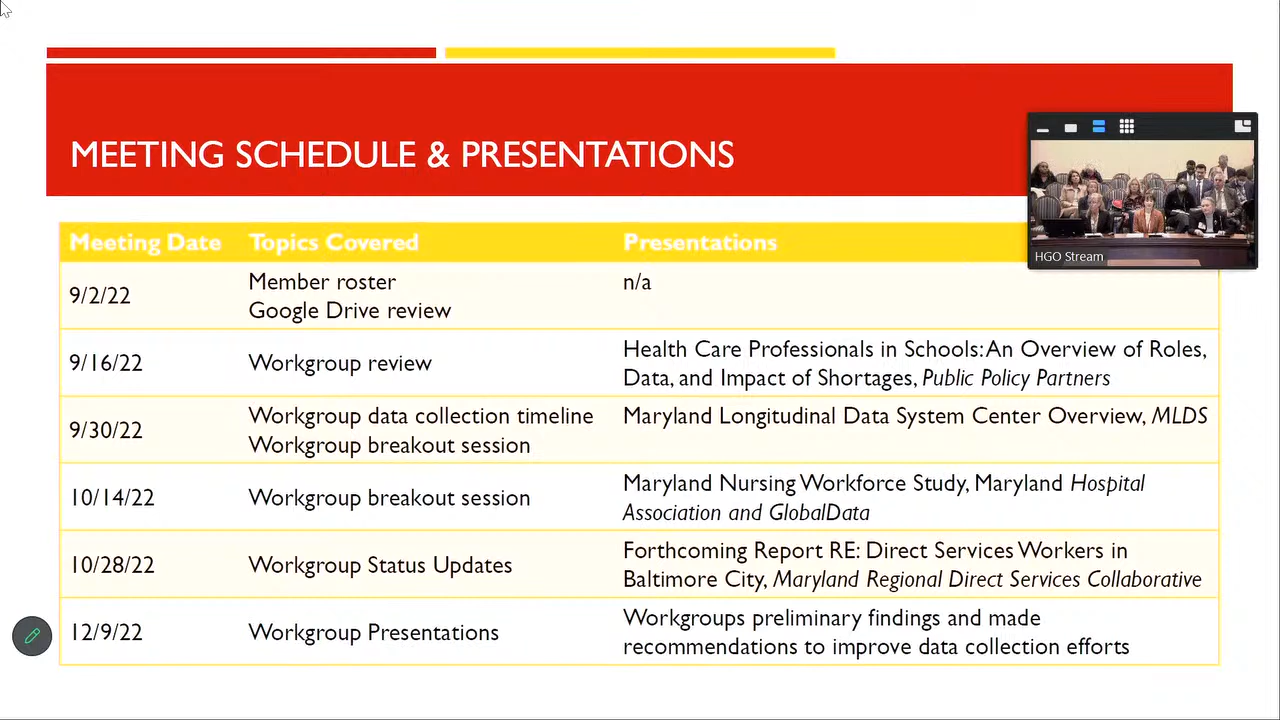 MEETING SCHEDULE & PRESENTATIONS
HGO Stream
Meeting Date Topics Covered Presentations
9/2/22
Member roster
Google Drive review
n/a
9/16/22
Workgroup review
Health Care Professionals in Schools: An Overview of Roles,
Data, and Impact of Shortages, Public Policy Partners
9/30/22
Workgroup data collection timeline
Workgroup breakout session
Maryland Longitudinal Data System Center Overview, MLDS
10/14/22
Workgroup breakout session
Maryland Nursing Workforce Study, Maryland Hospital
Association and GlobalData
10/28/22
Workgroup Status Updates
Forthcoming Report RE: Direct Services Workers in
Baltimore City, Maryland Regional Direct Services Collaborative
12/9/22
Workgroup Presentations
Workgroups preliminary findings and made
recommendations to improve data collection efforts